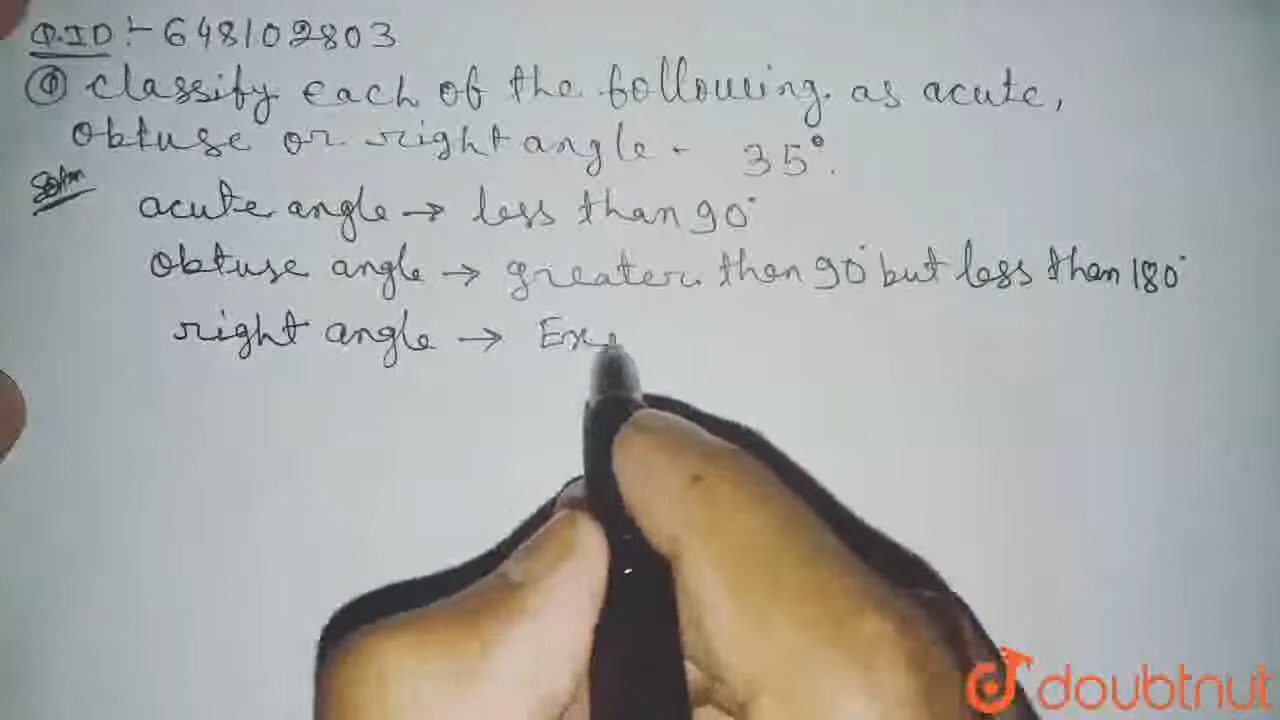 Q.ID :- 648102803
Q classify each of the following. as acute,
obtuse or right angle - 35°.
Soln
acute angle → less than 90°
obtuse angle → greater than 90° but less than 180°
right angle → Ex
doubtnut